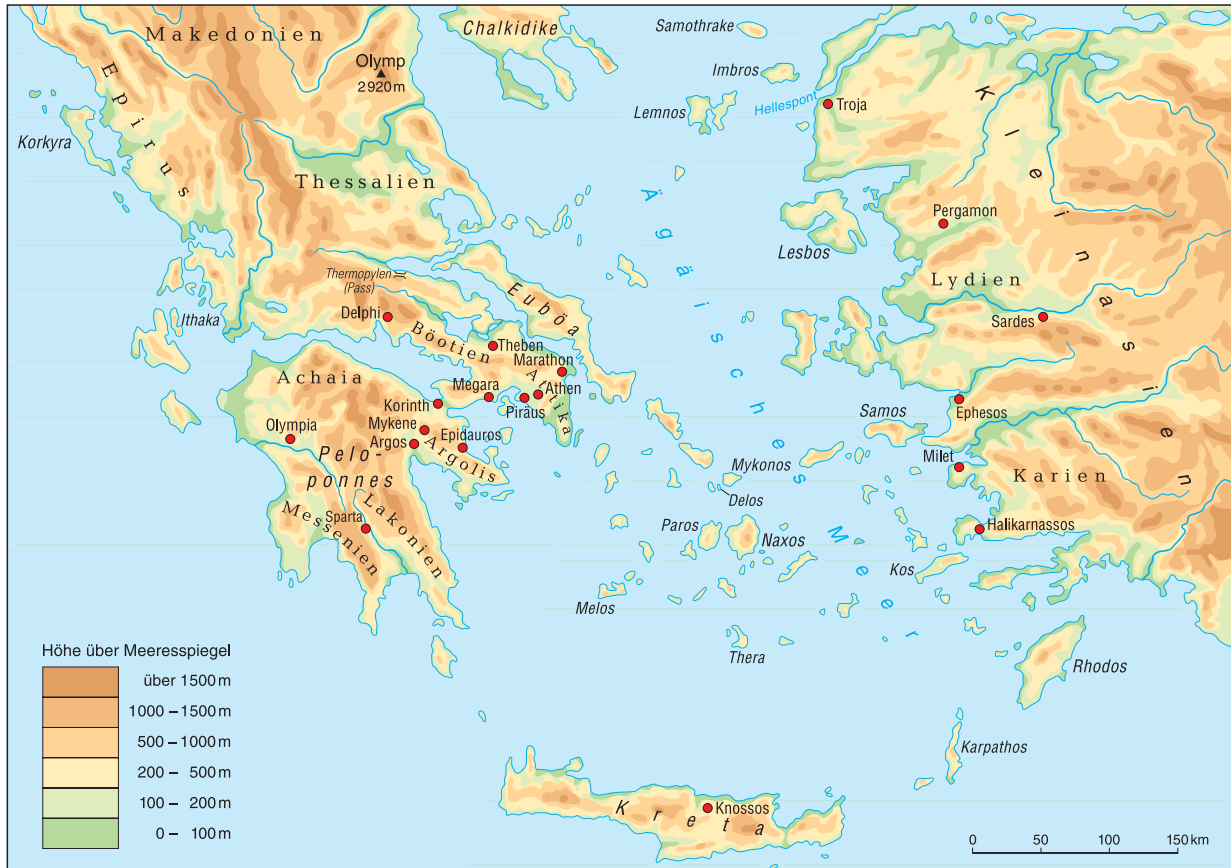 Makedonien
Olymp
2920 m
Chalkidike
Samothrake
Imbros
Hellespont
Troja
Lemnos
Epirus
Korkyra
Thessalien
Ägäisches Meer
Kleinasien
Pergamon
Lesbos
Lydien
Sardes
Thermopylen
(Pass)
Euböa
Ithaka
Delphi
Böotien
Theben
Marathon
Attika
Athen
Piräus
Megara
Achaia
Korinth
Mykene
Argos
Epidauros
Argolis
Olympia
Pelo-
ponnes
Sparta
Messenien
Lakonien
Samos
Ephesos
Milet
Karien
Halikarnassos
Mykonos
Delos
Paros
Naxos
Kos
Melos
Thera
Rhodos
Karpathos
Kreta
Knossos
Höhe über Meeresspiegel
über 1500 m
1000 – 1500 m
500 – 1000 m
200 – 500 m
100 – 200 m
0 – 100 m
0 50 100 150 km